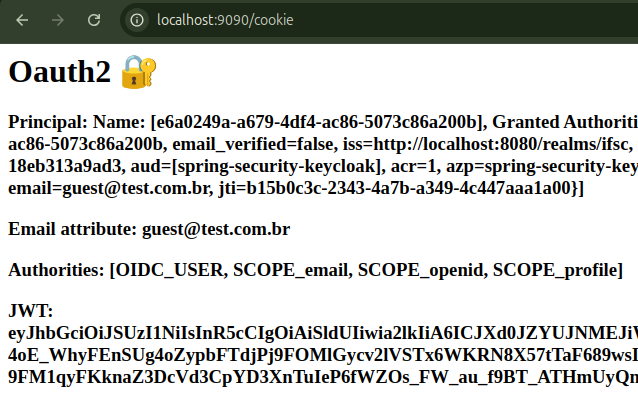 localhost:9090/cookie
Oauth2 🔐
Principal: Name: [e6a0249a-a679-4df4-ac86-5073c86a200b], Granted Authoriti
ac86-5073c86a200b, email_verified=false, iss=http://localhost:8080/realms/ifsc,
18eb313a9ad3, aud=[spring-security-keycloak], acr=1, azp=spring-security-key
email=guest@test.com.br, jti=b15b0c3c-2343-4a7b-a349-4c447aaa1a00}]
Email attribute: guest@test.com.br
Authorities: [OIDC_USER, SCOPE_email, SCOPE_openid, SCOPE_profile]
JWT:
eyJhbGciOiJSUzI1NiIsInR5cCIgOiAiSldUIiwia2lkIiA6ICJXd0JZYUJNMEJiV
4oE_WhyFEnSUg4oZypbFTdjPj9FOMlGycv2lVSTx6WKRN8X57tTaF689wsI
9FM1qyFKknaZ3DcVd3CpYD3XnTuIeP6fWZOs_FW_au_f9BT_ATHmUyQn